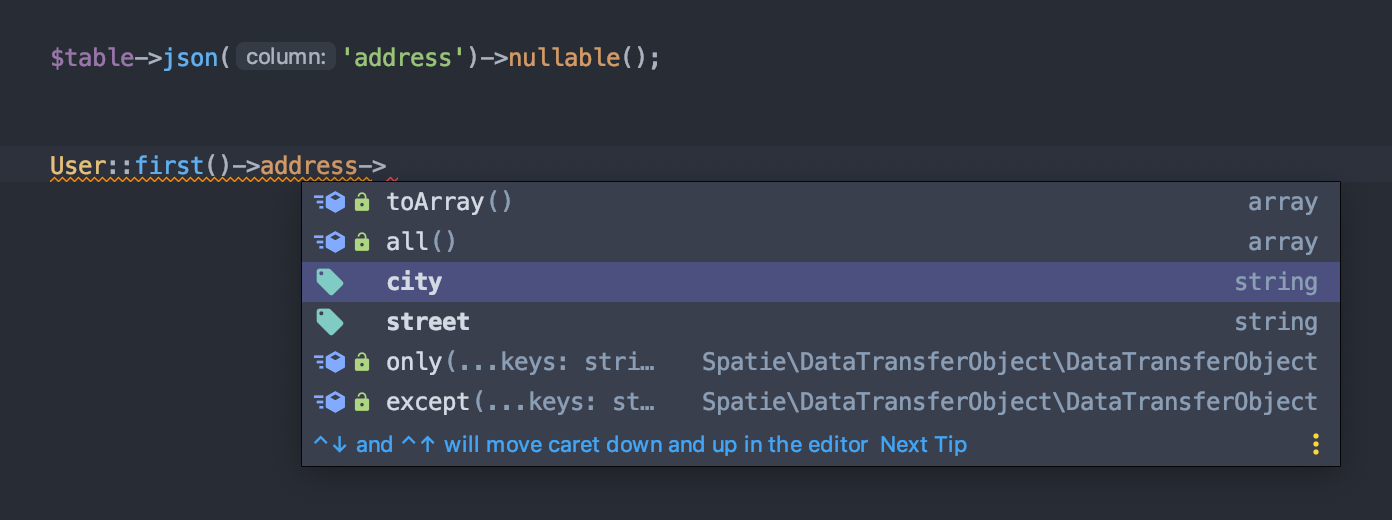 $table->json( column: 'address')->nullable();
User::first()->address->
toArray() array
all() array
city string
street string
only(...keys: stri… Spatie\DataTransferObject\DataTransferObject
except(...keys: st… Spatie\DataTransferObject\DataTransferObject
^↓ and ^↑ will move caret down and up in the editor Next Tip